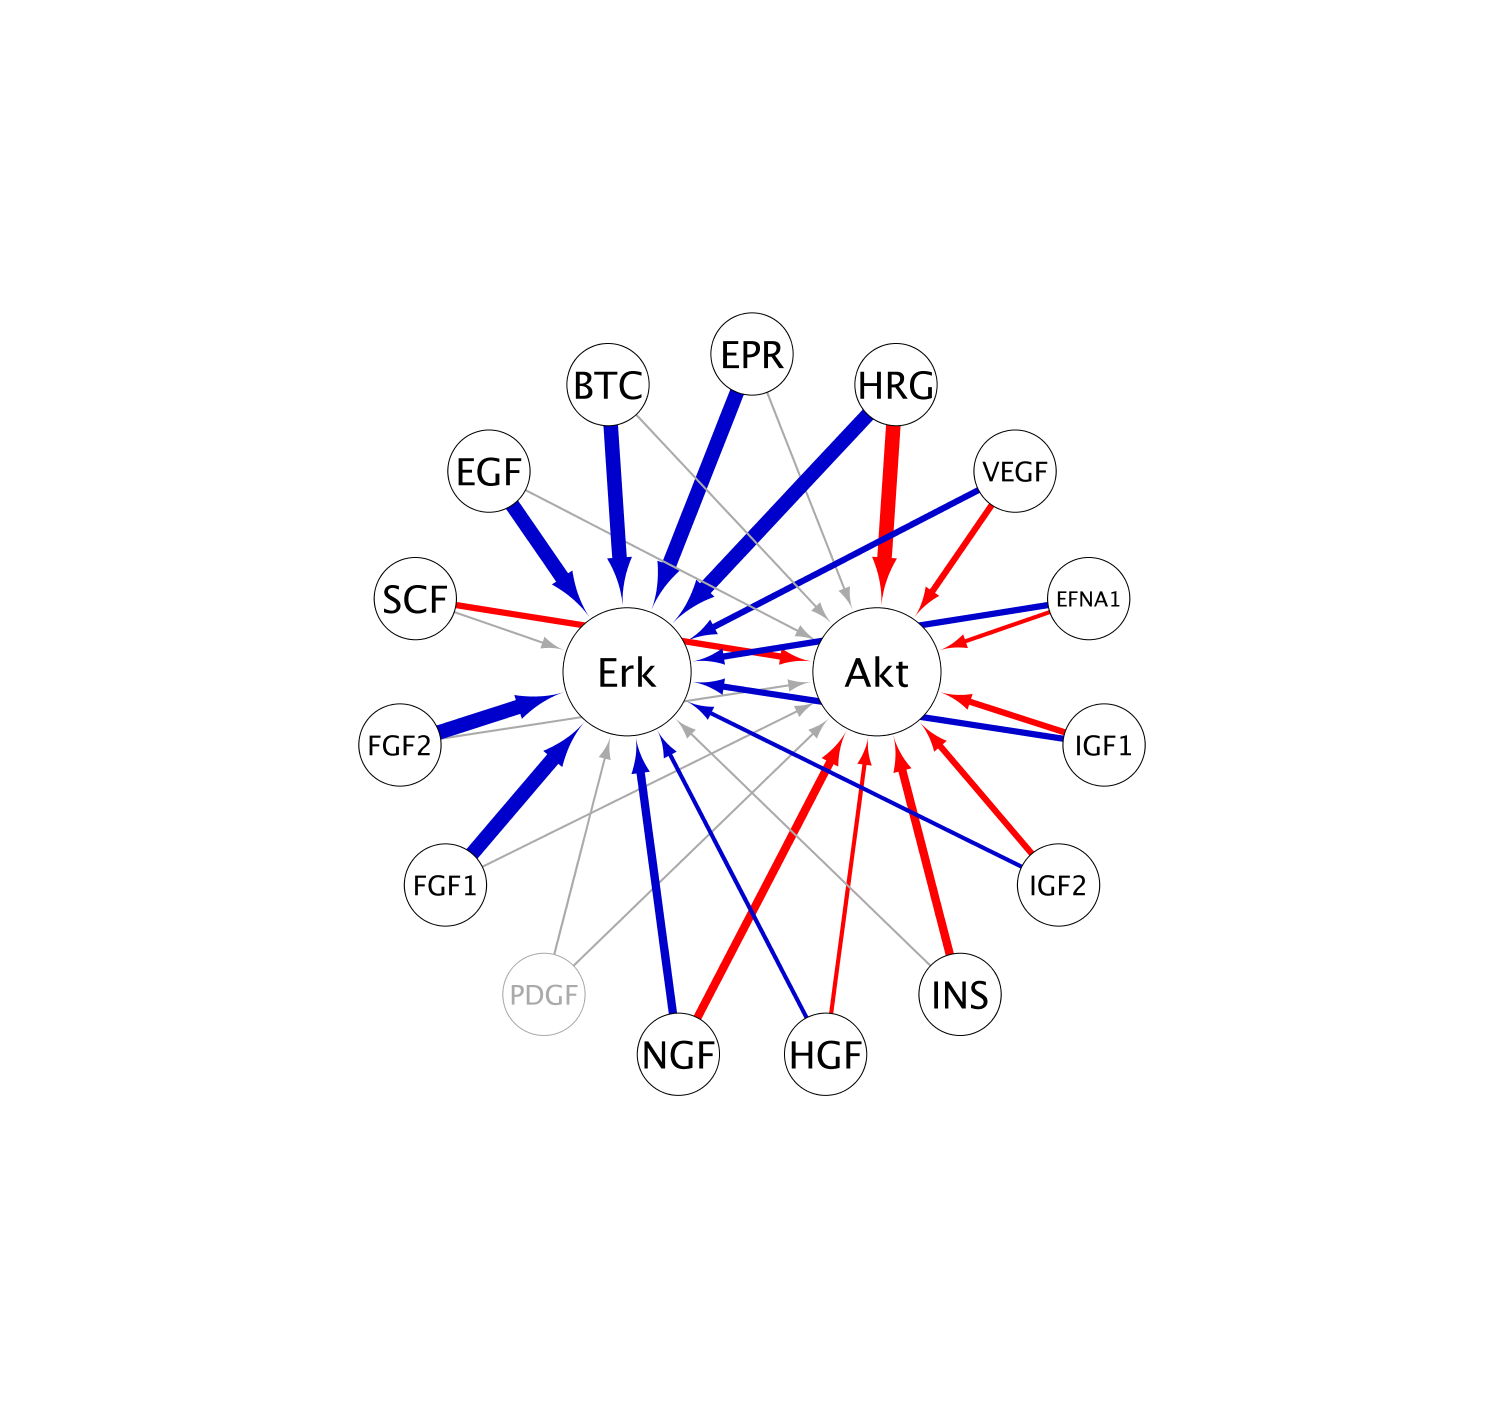 EPR
BTC
HRG
EGF
VEGF
SCF
EFNA1
Erk
Akt
FGF2
IGF1
FGF1
IGF2
PDGF
INS
NGF
HGF